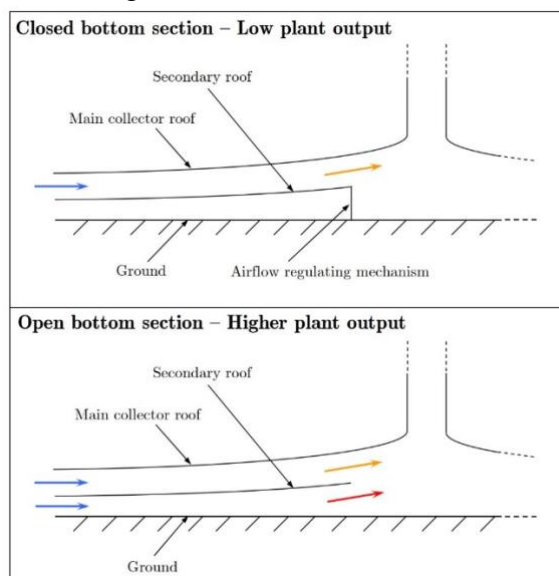 Closed bottom section – Low plant output
Secondary roof
Main collector roof
Ground
Airflow regulating mechanism
Open bottom section – Higher plant output
Secondary roof
Main collector roof
Ground